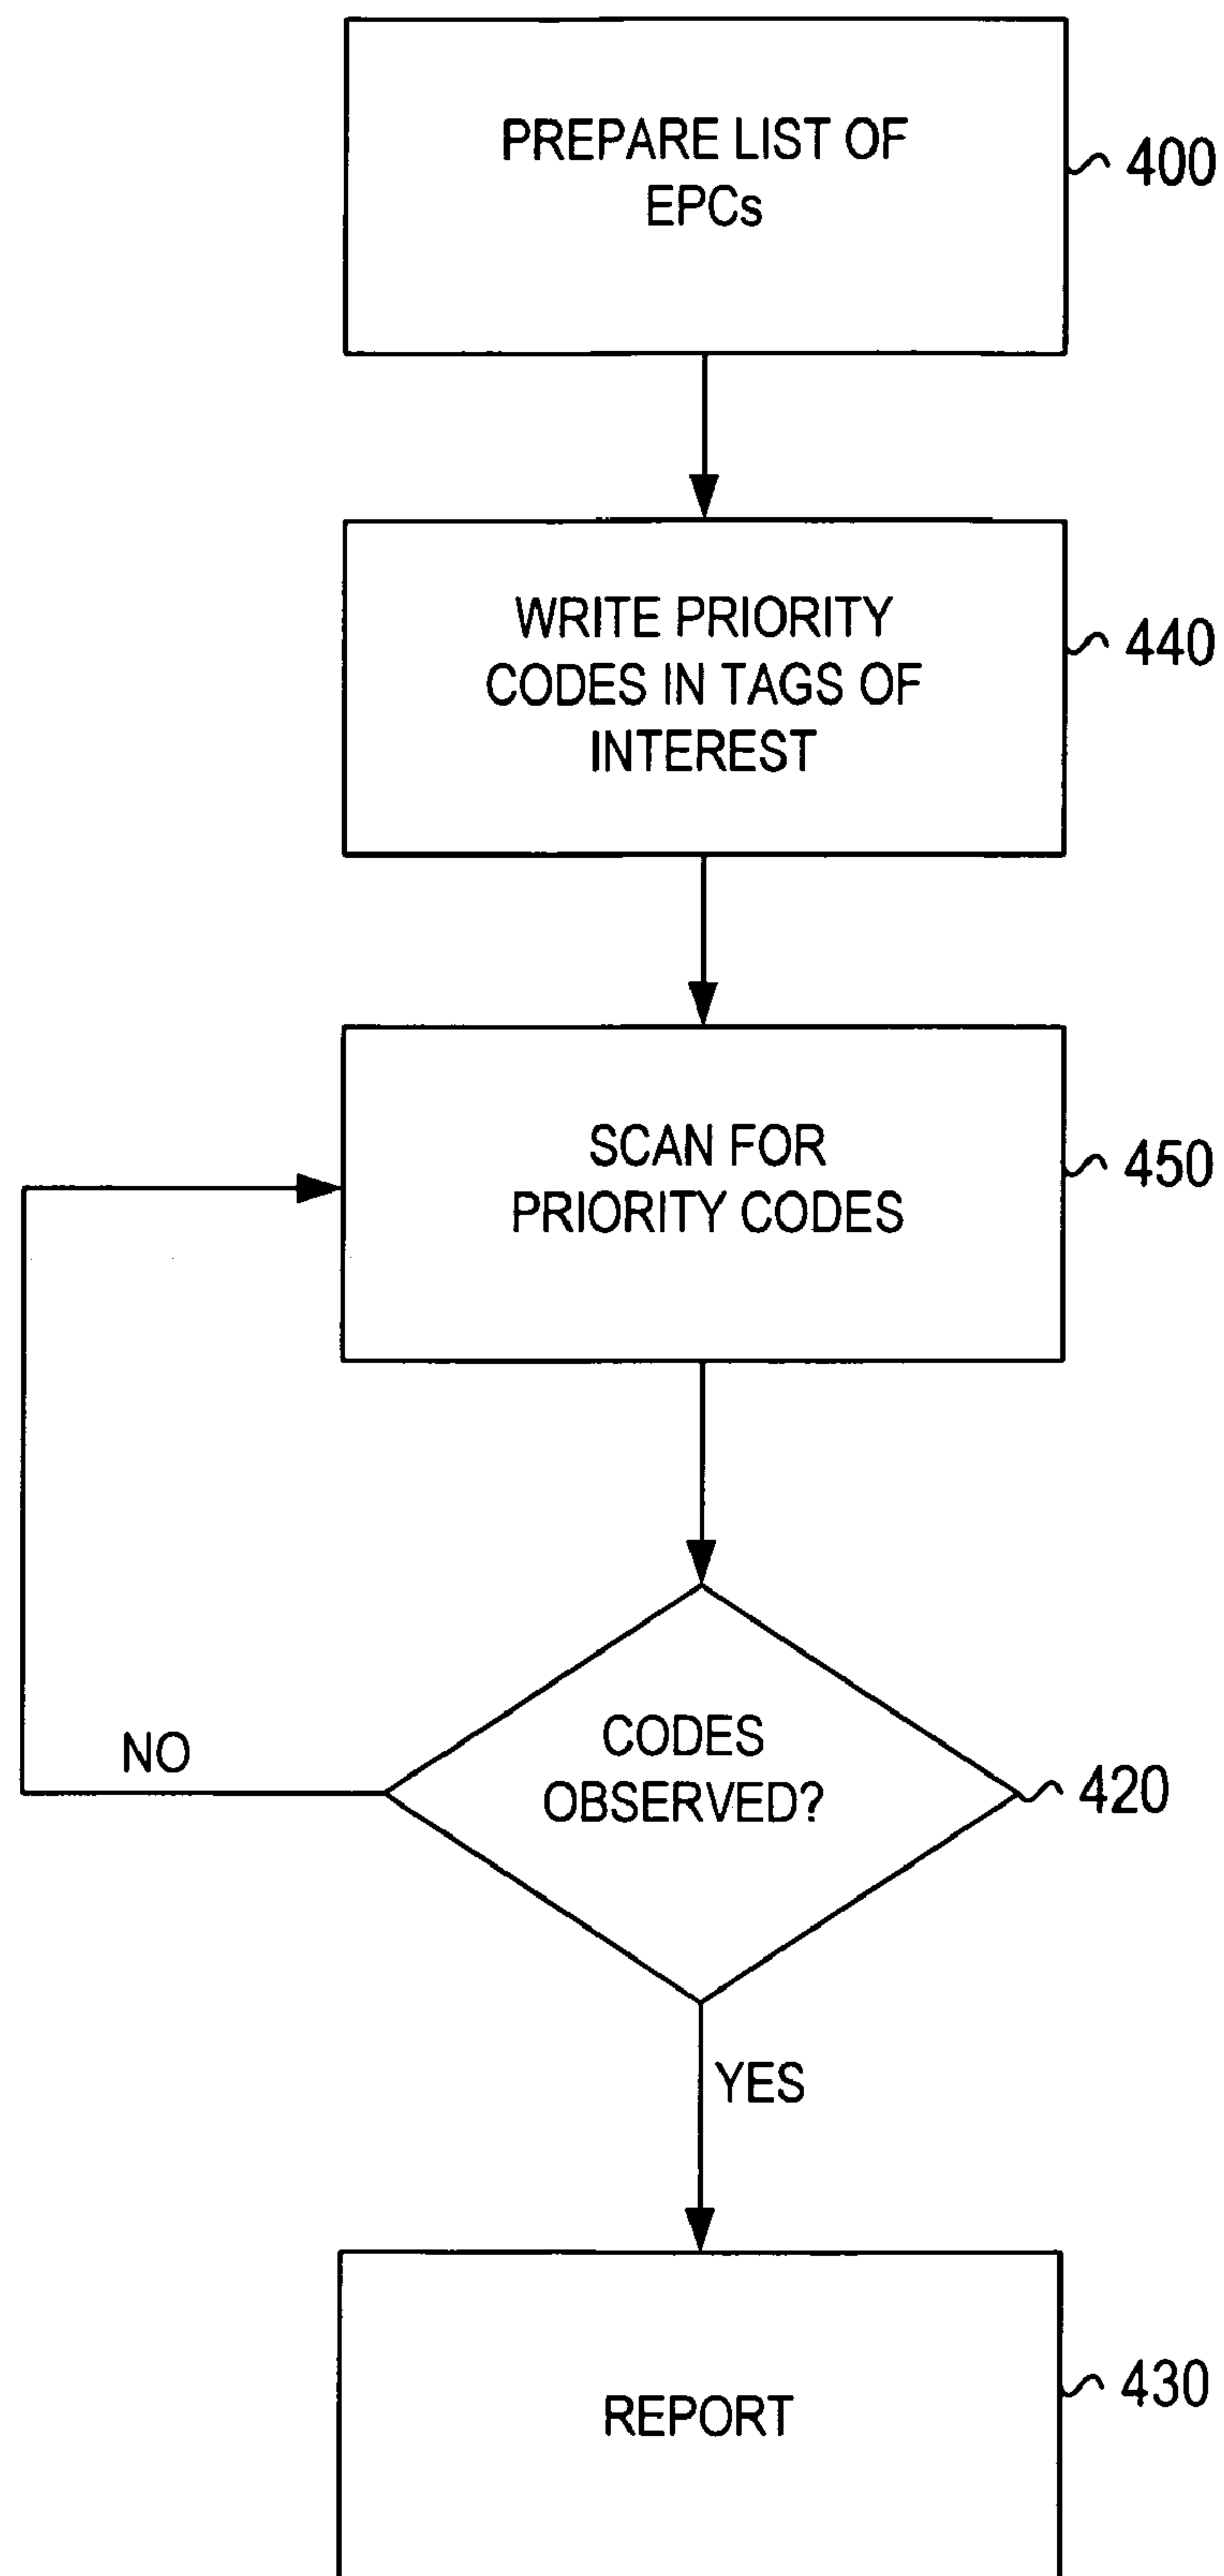 PREPARE LIST OF
EPCs
400
WRITE PRIORITY
CODES IN TAGS OF
INTEREST
440
SCAN FOR
PRIORITY CODES
450
CODES
OBSERVED?
420
NO
YES
REPORT
430